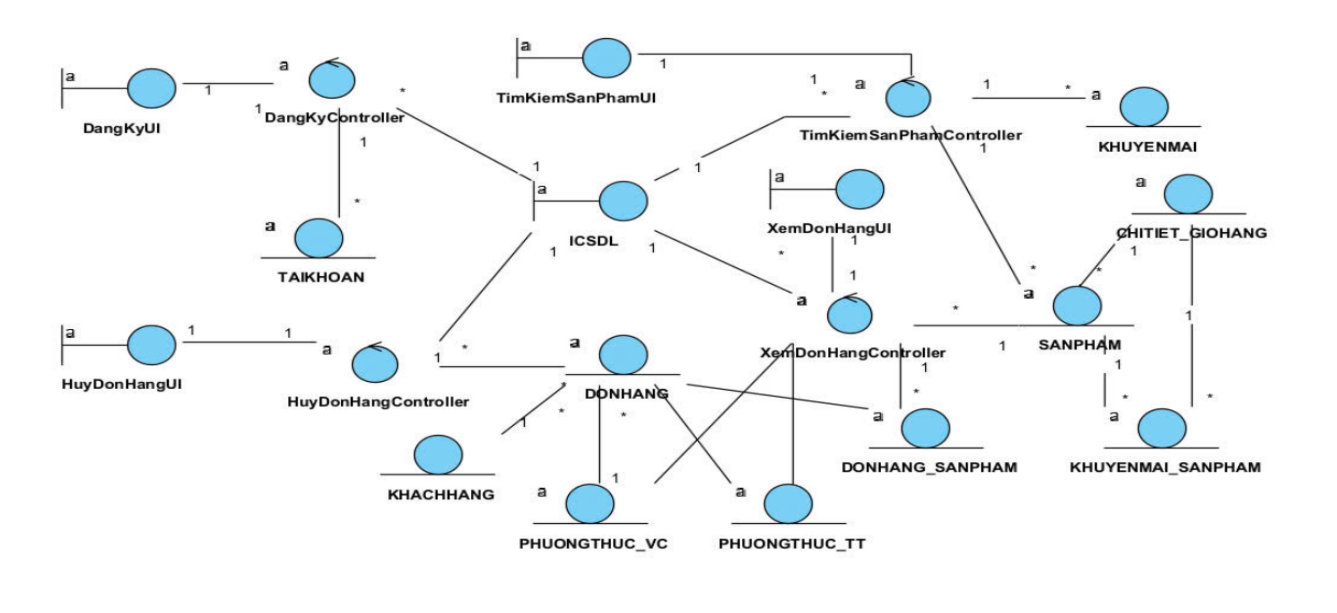 a
TimKiemSanPhamUI
1
a
DangKyUI
1
1
a
DangKyController
*
1
*
a
TAIKHOAN
1
*
a
TimKiemSanPhamController
1
*
a
KHUYENMAI
1
1
1
a
ICSDL
1
1
a
XemDonHangUI
1
1
*
a
XemDonHangController
a
CHITIET_GIOHANG
1
1
*
*
a
SANPHAM
*
1
1
*
*
a
HuyDonHangUI
1
1
a
HuyDonHangController
1
*
a
DONHANG
*
*
*
1
1
KHACHHANG
a
PHUONGTHUC_VC
a
PHUONGTHUC_TT
1
*
a
DONHANG_SANPHAM
a
KHUYENMAI_SANPHAM